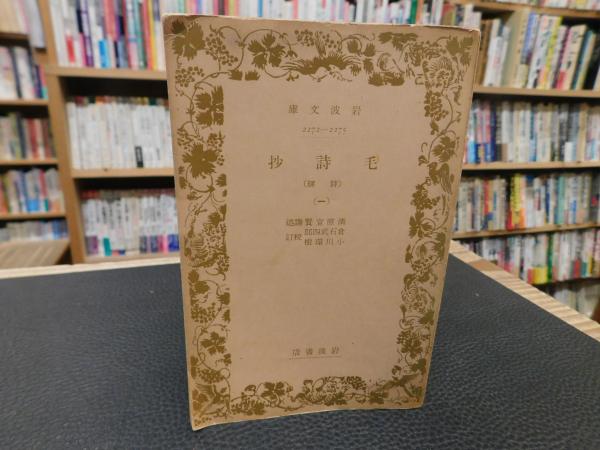 岩波文庫
2272—2275
毛詩抄
(詩經)
(一)
清原宣賢講述
倉石武四郎
小川環樹 校訂
岩波書店